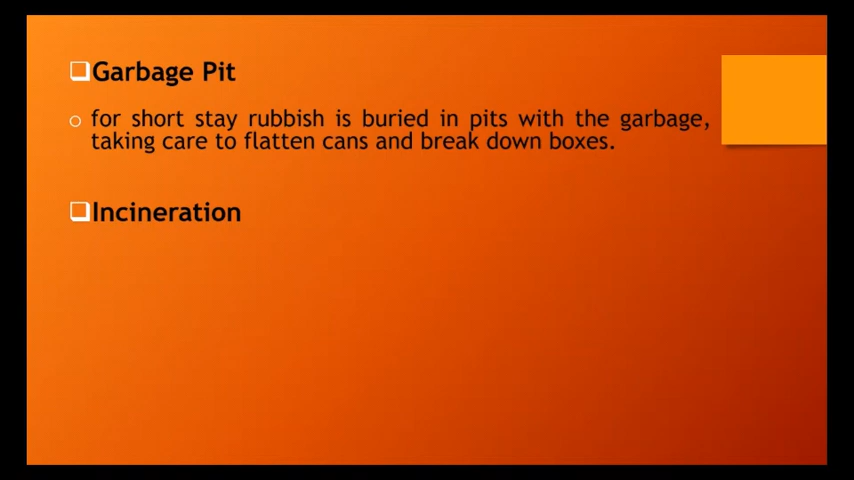 ❑Garbage Pit
o for short stay rubbish is buried in pits with the garbage,
taking care to flatten cans and break down boxes.
❑Incineration